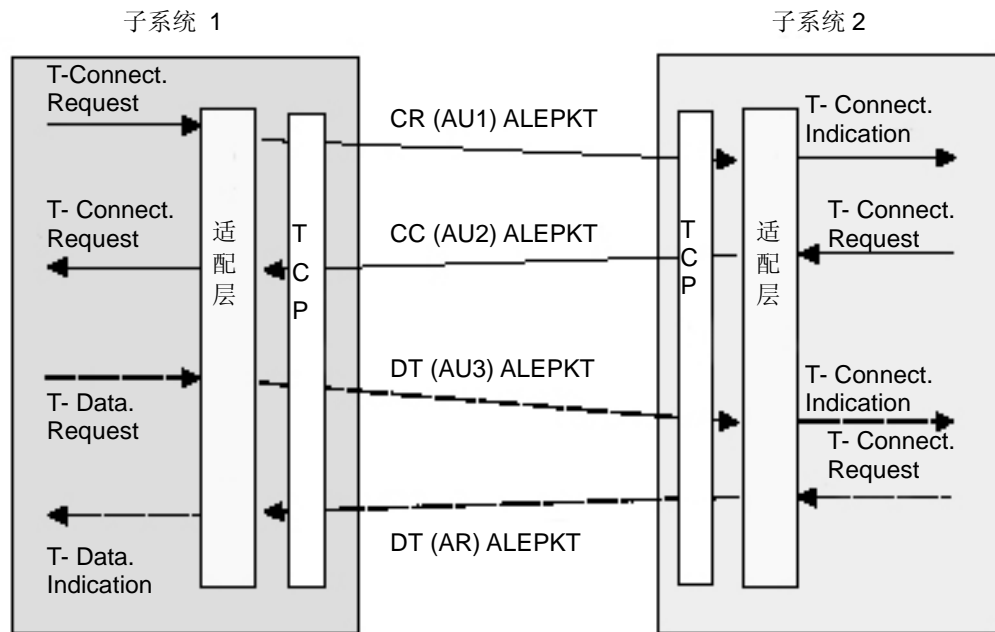 子系统 1
子系统 2
T-Connect.
Request
CR (AU1) ALEPKT
T- Connect.
Indication
T- Connect.
Request
CC (AU2) ALEPKT
T- Connect.
Request
适
配
层
T
C
P
T
C
P
适
配
层
DT (AU3) ALEPKT
T- Data.
Request
T- Connect.
Indication
T- Connect.
Request
DT (AR) ALEPKT
T- Data.
Indication